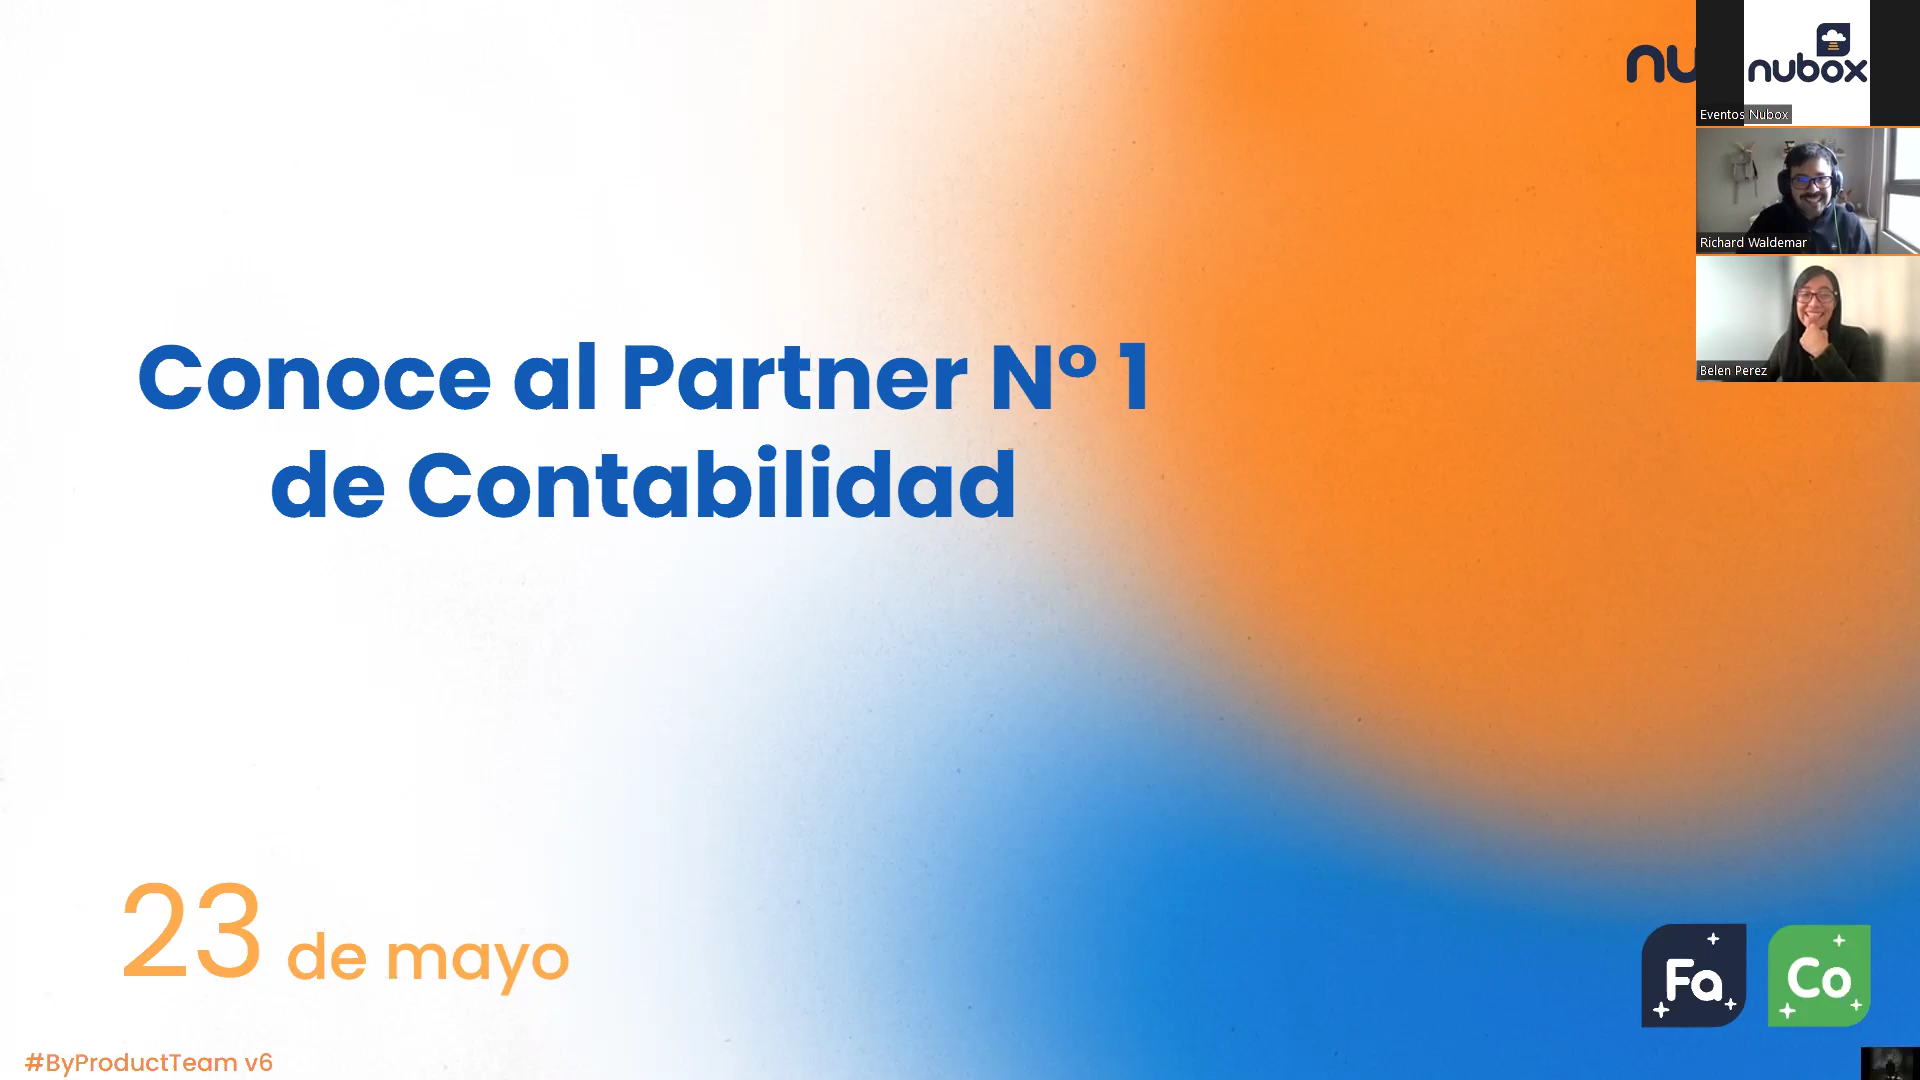 nu
nubox
Eventos Nubox
Richard Waldemar
Belen Perez
Conoce al Partner Nº 1
de Contabilidad
23 de mayo
Fa
Co
#ByProductTeam v6